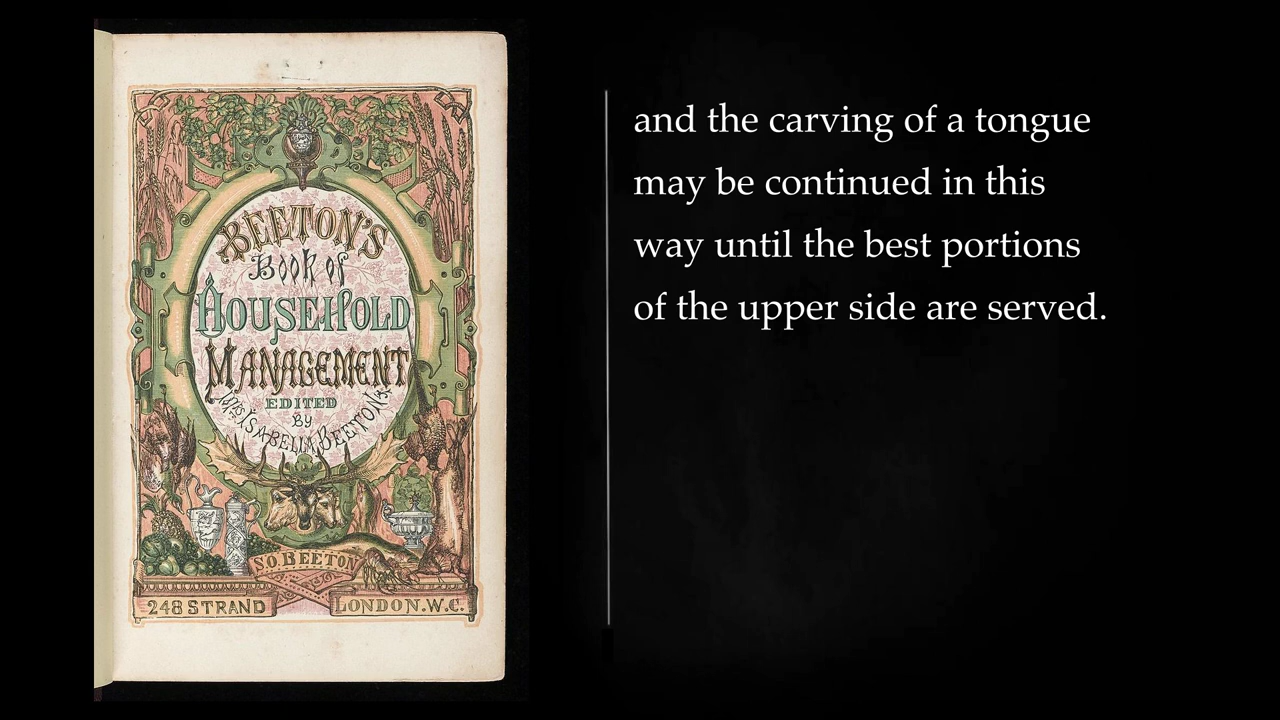 BEETON'S
Book of
HOUSEHOLD
MANAGEMENT
EDITED
BY
MRS ISABELLA BEETON
S.O. BEETON
248 STRAND
LONDON. W.C.
and the carving of a tongue
may be continued in this
way until the best portions
of the upper side are served.